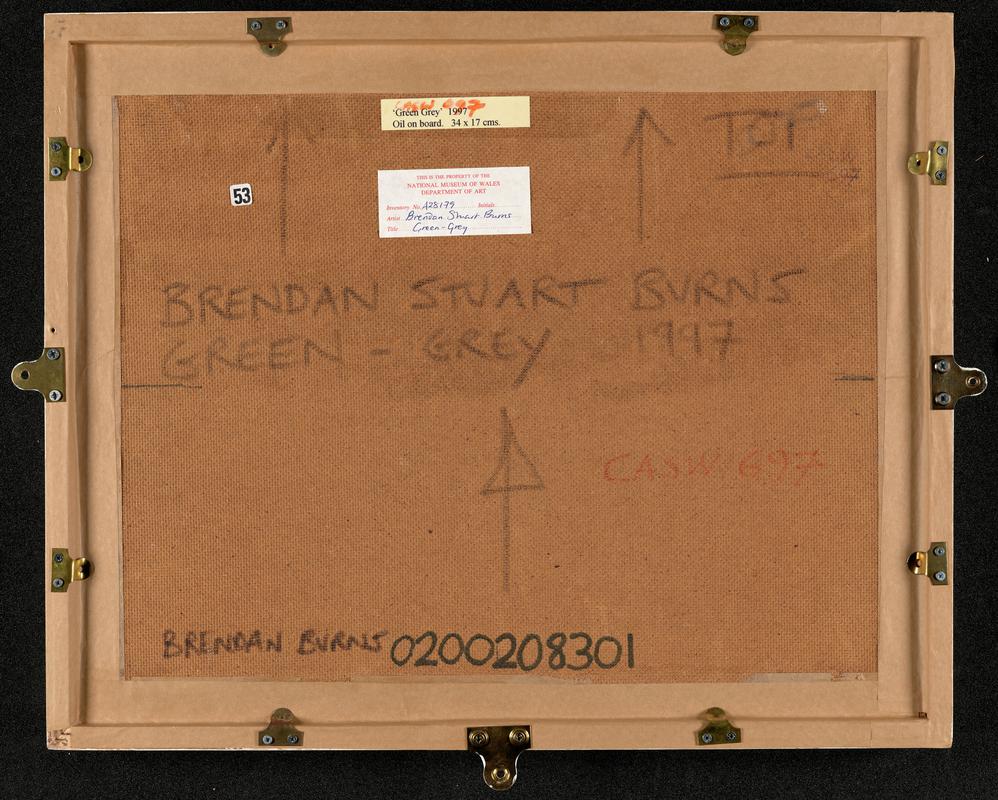 CASW 697
'Green Grey' 1997
Oil on board. 34 x 17 cms.
TOP
53
THIS IS THE PROPERTY OF THE
NATIONAL MUSEUM OF WALES
DEPARTMENT OF ART
Inventory No. A28179 Initials
Artist Brendan Stuart Burns
Title Green-Grey
BRENDAN STUART BURNS
GREEN - GREY 1997
CASW 697
BRENDAN BURNS 0200208301